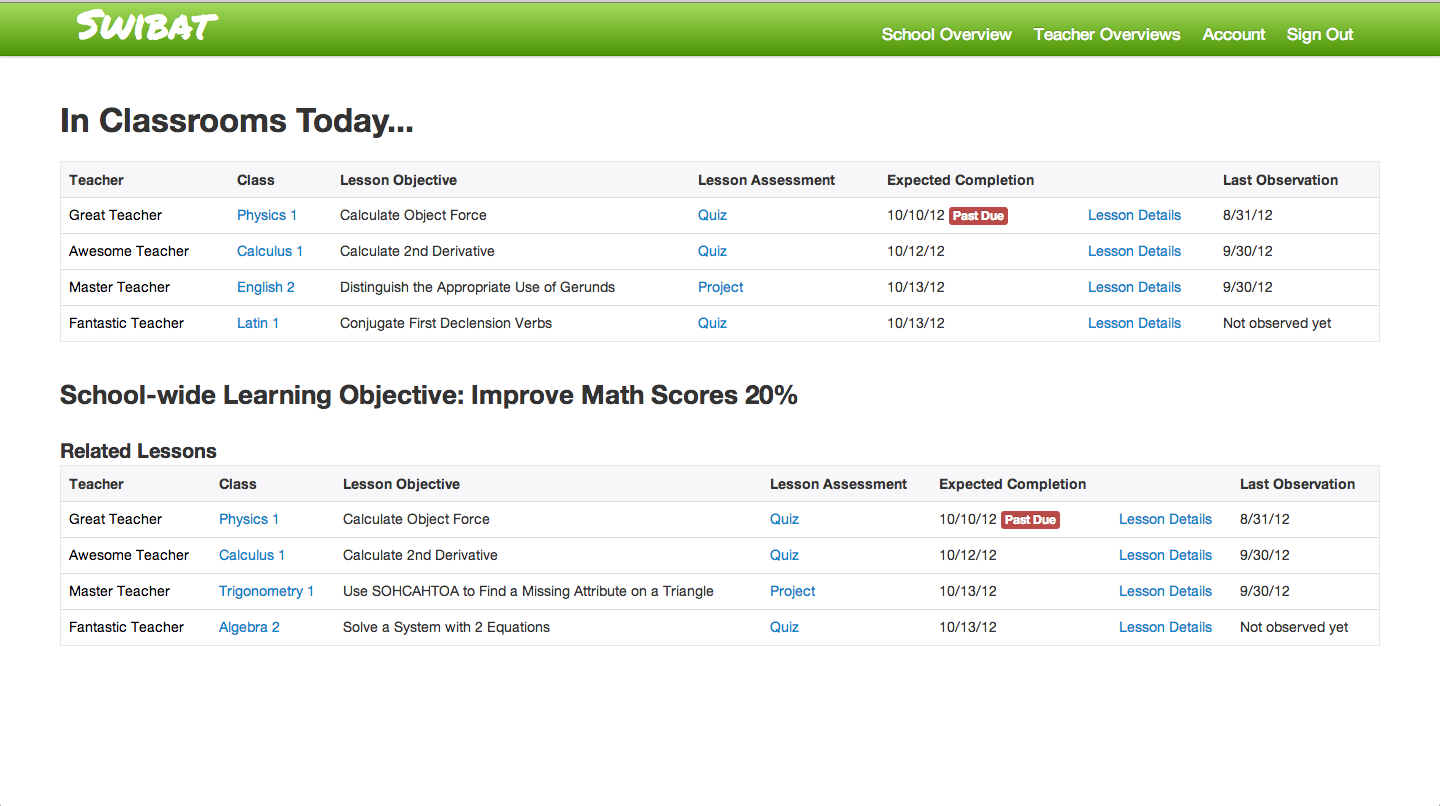 Swibat
School Overview Teacher Overviews Account Sign Out
In Classrooms Today...
Teacher Class Lesson Objective Lesson Assessment Expected Completion Last Observation
Great Teacher Physics 1 Calculate Object Force Quiz 10/10/12 Past Due Lesson Details 8/31/12
Awesome Teacher Calculus 1 Calculate 2nd Derivative Quiz 10/12/12 Lesson Details 9/30/12
Master Teacher English 2 Distinguish the Appropriate Use of Gerunds Project 10/13/12 Lesson Details 9/30/12
Fantastic Teacher Latin 1 Conjugate First Declension Verbs Quiz 10/13/12 Lesson Details Not observed yet
School-wide Learning Objective: Improve Math Scores 20%
Related Lessons
Teacher Class Lesson Objective Lesson Assessment Expected Completion Last Observation
Great Teacher Physics 1 Calculate Object Force Quiz 10/10/12 Past Due Lesson Details 8/31/12
Awesome Teacher Calculus 1 Calculate 2nd Derivative Quiz 10/12/12 Lesson Details 9/30/12
Master Teacher Trigonometry 1 Use SOHCAHTOA to Find a Missing Attribute on a Triangle Project 10/13/12 Lesson Details 9/30/12
Fantastic Teacher Algebra 2 Solve a System with 2 Equations Quiz 10/13/12 Lesson Details Not observed yet